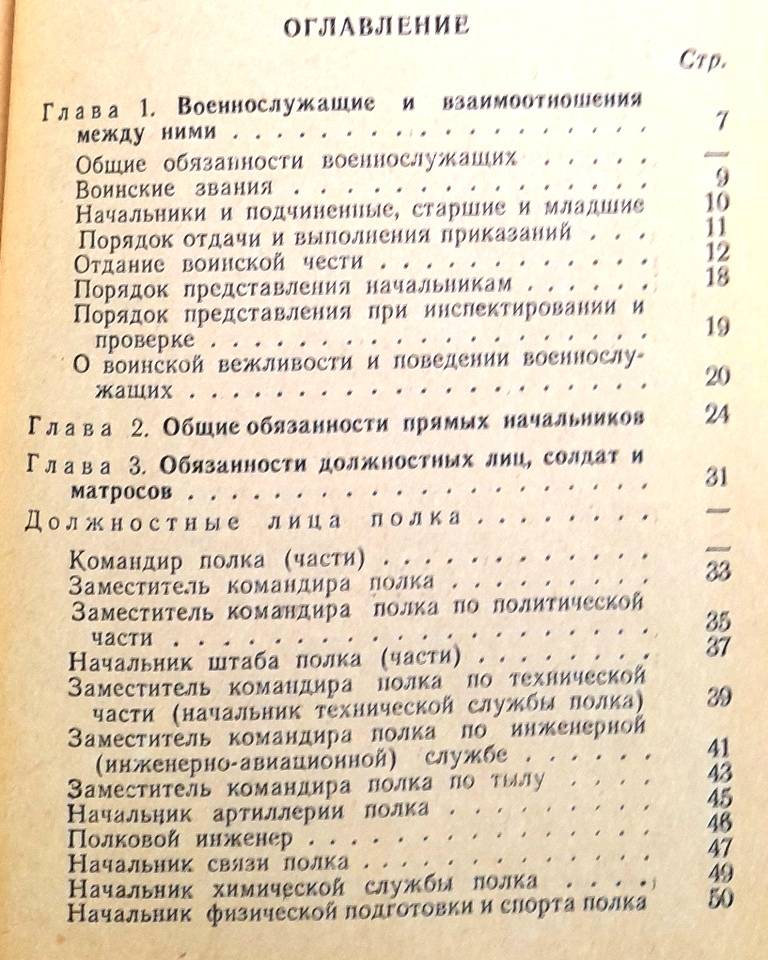 ОГЛАВЛЕНИЕ
Стр.
Глава 1. Военнослужащие и взаимоотношения
между ними . . . . . . . . . . . . . . . . 7
Общие обязанности военнослужащих . . . . . —
Воинские звания . . . . . . . . . . . . . . 9
Начальники и подчиненные, старшие и младшие 10
Порядок отдачи и выполнения приказаний . . . 11
Отдание воинской чести . . . . . . . . . . . 12
Порядок представления начальникам . . . . . . 18
Порядок представления при инспектировании и
проверке . . . . . . . . . . . . . . . . . 19
О воинской вежливости и поведении военнослу-
жащих . . . . . . . . . . . . . . . . . . 20
Глава 2. Общие обязанности прямых начальников 24
Глава 3. Обязанности должностных лиц, солдат и
матросов . . . . . . . . . . . . . . . . . 31
Должностные лица полка . . . . . . . . —
Командир полка (части) . . . . . . . . . . . —
Заместитель командира полка . . . . . . . . . 33
Заместитель командира полка по политической
части . . . . . . . . . . . . . . . . . . 35
Начальник штаба полка (части) . . . . . . . . 37
Заместитель командира полка по технической
части (начальник технической службы полка) 39
Заместитель командира полка по инженерной
(инженерно-авиационной) службе . . . . . . 41
Заместитель командира полка по тылу . . . . 43
Начальник артиллерии полка . . . . . . . . . 45
Полковой инженер . . . . . . . . . . . . . . 46
Начальник связи полка . . . . . . . . . . . . 47
Начальник химической службы полка . . . . 49
Начальник физической подготовки и спорта полка 50